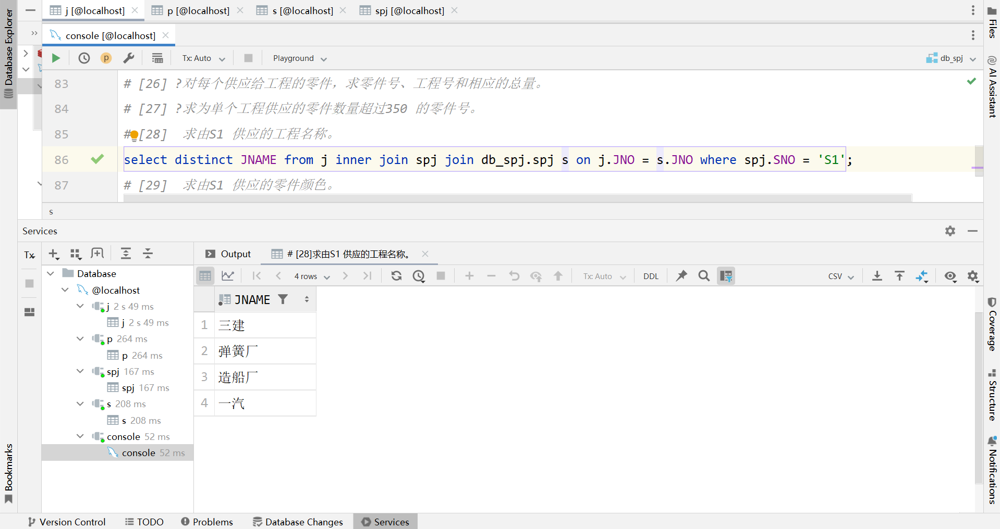 j [@localhost] p [@localhost] s [@localhost] spj [@localhost]
console [@localhost]
Tx: Auto Playground db_spj
83 # [26] ?对每个供应给工程的零件，求零件号、工程号和相应的总量。
84 # [27] ?求为单个工程供应的零件数量超过350 的零件号。
85 # [28] 求由S1 供应的工程名称。
86 select distinct JNAME from j inner join spj join db_spj.spj s on j.JNO = s.JNO where spj.SNO = 'S1';
87 # [29] 求由S1 供应的零件颜色。
s
Services
Tx
Output # [28]求由S1 供应的工程名称。
4 rows Tx: Auto DDL CSV
Database
@localhost
j 2 s 49 ms
j 2 s 49 ms
p 264 ms
p 264 ms
spj 167 ms
spj 167 ms
s 208 ms
s 208 ms
console 52 ms
console 52 ms
JNAME
1 三建
2 弹簧厂
3 造船厂
4 一汽
Database Explorer
Bookmarks
Files
AI Assistant
Coverage
Structure
Notifications
Version Control TODO Problems Database Changes Services